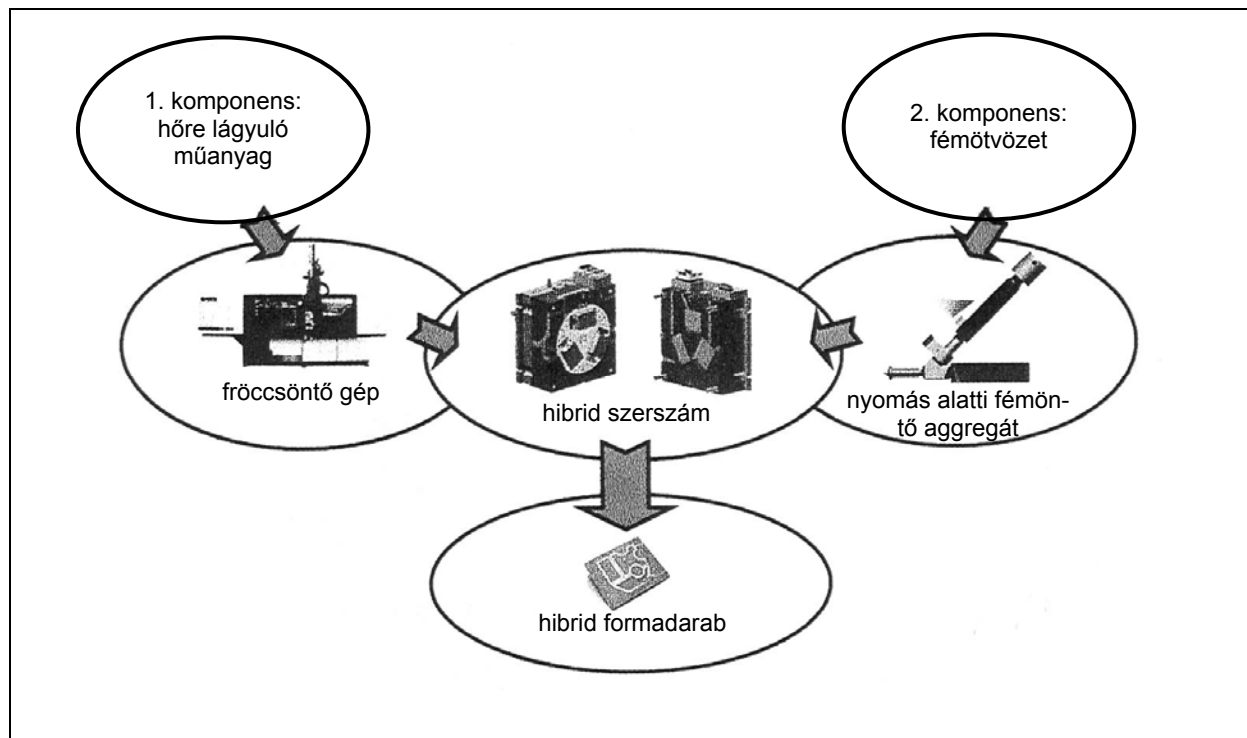 1. komponens:
hőre lágyuló
műanyag
2. komponens:
fémötvözet
fröccsöntő gép
hibrid szerszám
nyomás alatti fémön-
tő aggregát
hibrid formadarab